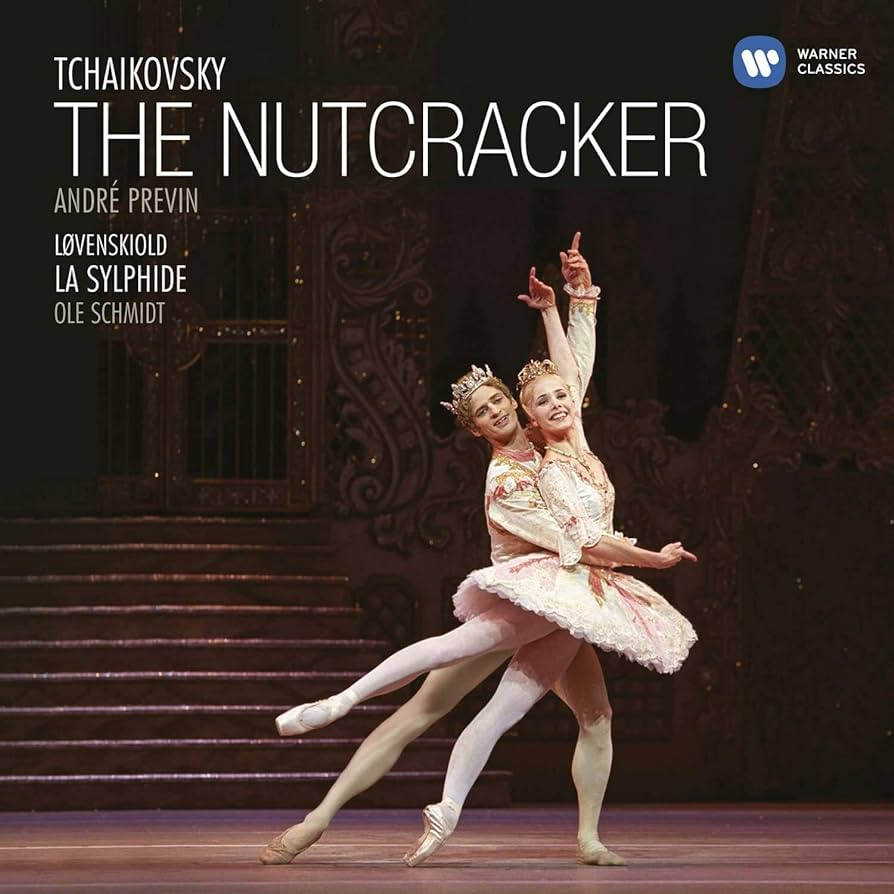 TCHAIKOVSKY
THE NUTCRACKER
ANDRÉ PREVIN
LØVENSKIOLD
LA SYLPHIDE
OLE SCHMIDT
WARNER
CLASSICS